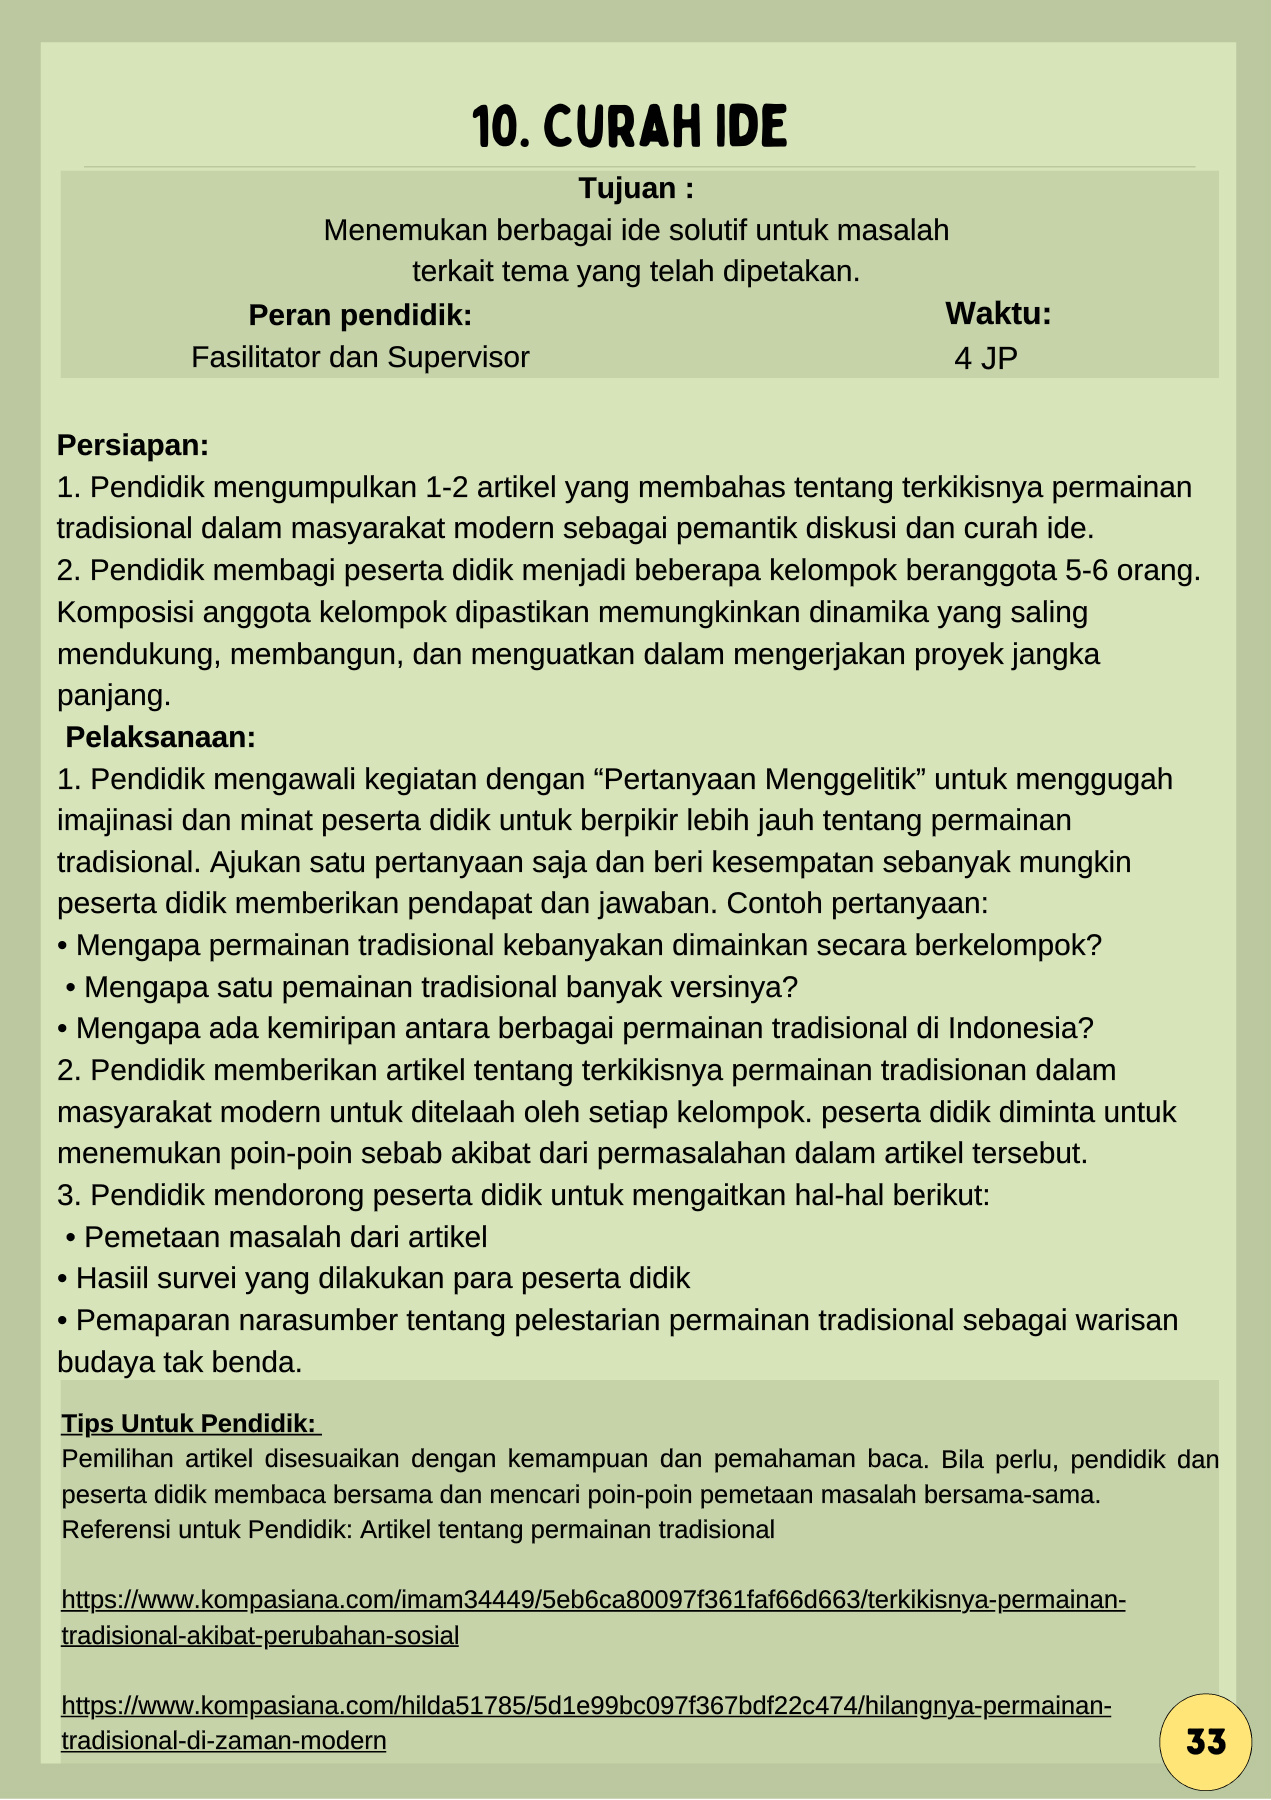 10. CURAH IDE
Tujuan :
Menemukan berbagai ide solutif untuk masalah
terkait tema yang telah dipetakan.
Peran pendidik:
Fasilitator dan Supervisor
Waktu:
4 JP
Persiapan:
1. Pendidik mengumpulkan 1-2 artikel yang membahas tentang terkikisnya permainan
tradisional dalam masyarakat modern sebagai pemantik diskusi dan curah ide.
2. Pendidik membagi peserta didik menjadi beberapa kelompok beranggota 5-6 orang.
Komposisi anggota kelompok dipastikan memungkinkan dinamika yang saling
mendukung, membangun, dan menguatkan dalam mengerjakan proyek jangka
panjang.
Pelaksanaan:
1. Pendidik mengawali kegiatan dengan “Pertanyaan Menggelitik” untuk menggugah
imajinasi dan minat peserta didik untuk berpikir lebih jauh tentang permainan
tradisional. Ajukan satu pertanyaan saja dan beri kesempatan sebanyak mungkin
peserta didik memberikan pendapat dan jawaban. Contoh pertanyaan:
• Mengapa permainan tradisional kebanyakan dimainkan secara berkelompok?
• Mengapa satu pemainan tradisional banyak versinya?
• Mengapa ada kemiripan antara berbagai permainan tradisional di Indonesia?
2. Pendidik memberikan artikel tentang terkikisnya permainan tradisionan dalam
masyarakat modern untuk ditelaah oleh setiap kelompok. peserta didik diminta untuk
menemukan poin-poin sebab akibat dari permasalahan dalam artikel tersebut.
3. Pendidik mendorong peserta didik untuk mengaitkan hal-hal berikut:
• Pemetaan masalah dari artikel
• Hasiil survei yang dilakukan para peserta didik
• Pemaparan narasumber tentang pelestarian permainan tradisional sebagai warisan
budaya tak benda.
Tips Untuk Pendidik:
Pemilihan artikel disesuaikan dengan kemampuan dan pemahaman baca. Bila perlu, pendidik dan
peserta didik membaca bersama dan mencari poin-poin pemetaan masalah bersama-sama.
Referensi untuk Pendidik: Artikel tentang permainan tradisional
https://www.kompasiana.com/imam34449/5eb6ca80097f361faf66d663/terkikisnya-permainan-
tradisional-akibat-perubahan-sosial
https://www.kompasiana.com/hilda51785/5d1e99bc097f367bdf22c474/hilangnya-permainan-
tradisional-di-zaman-modern
33